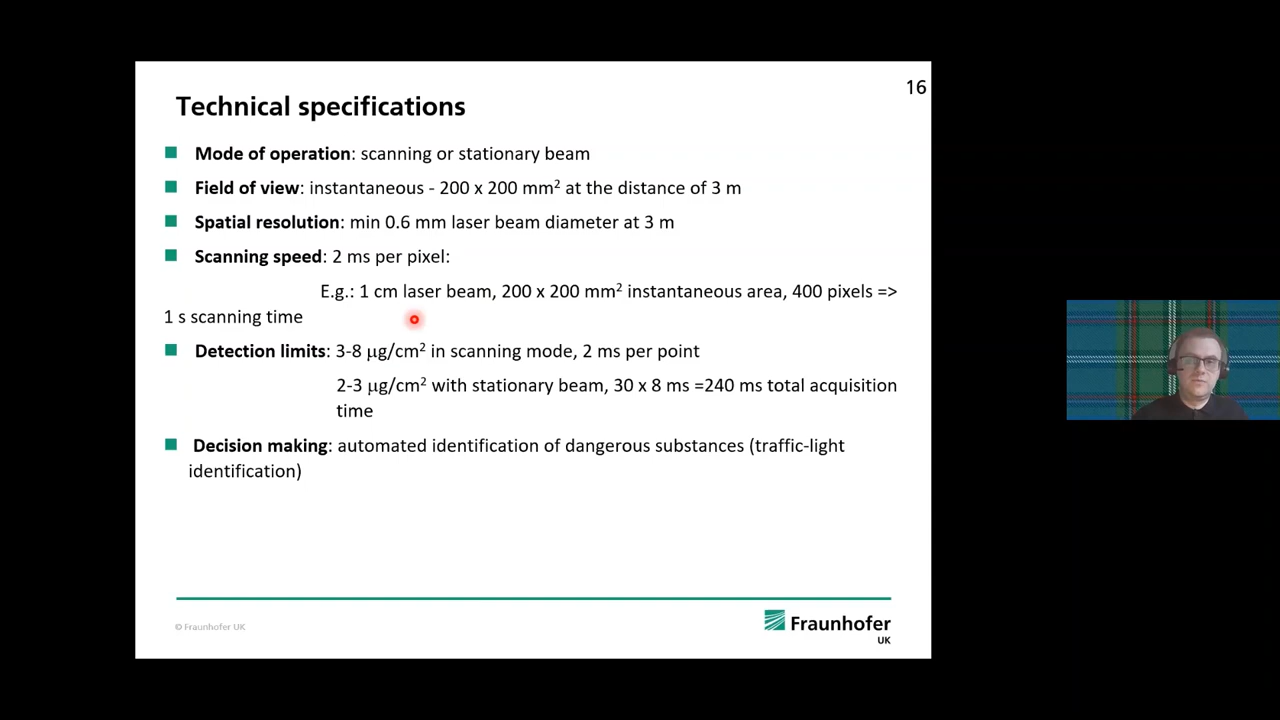 16
Technical specifications
Mode of operation: scanning or stationary beam
Field of view: instantaneous - 200 x 200 mm² at the distance of 3 m
Spatial resolution: min 0.6 mm laser beam diameter at 3 m
Scanning speed: 2 ms per pixel:
E.g.: 1 cm laser beam, 200 x 200 mm² instantaneous area, 400 pixels =>
1 s scanning time
Detection limits: 3-8 μg/cm² in scanning mode, 2 ms per point
2-3 μg/cm² with stationary beam, 30 x 8 ms =240 ms total acquisition
time
Decision making: automated identification of dangerous substances (traffic-light
identification)
© Fraunhofer UK
Fraunhofer
UK